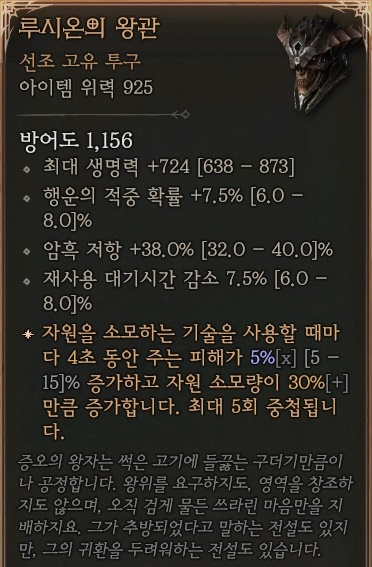 루시온의 왕관
선조 고유 투구
아이템 위력 925
방어도 1,156
최대 생명력 +724 [638 – 873]
행운의 적중 확률 +7.5% [6.0 –
8.0]%
암흑 저항 +38.0% [32.0 – 40.0]%
재사용 대기시간 감소 7.5% [6.0 –
8.0]%
자원을 소모하는 기술을 사용할 때마
다 4초 동안 주는 피해가 5%[x] [5 –
15]% 증가하고 자원 소모량이 30%[+]
만큼 증가합니다. 최대 5회 중첩됩니
다.
증오의 왕자는 썩은 고기에 들끓는 구더기만큼이
나 공정합니다. 왕위를 요구하지도, 영역을 창조하
지도 않으며, 오직 검게 물든 쓰라린 마음만을 지
배하지요. 그가 추방되었다고 말하는 전설도 있지
만, 그의 귀환을 두려워하는 전설도 있습니다.